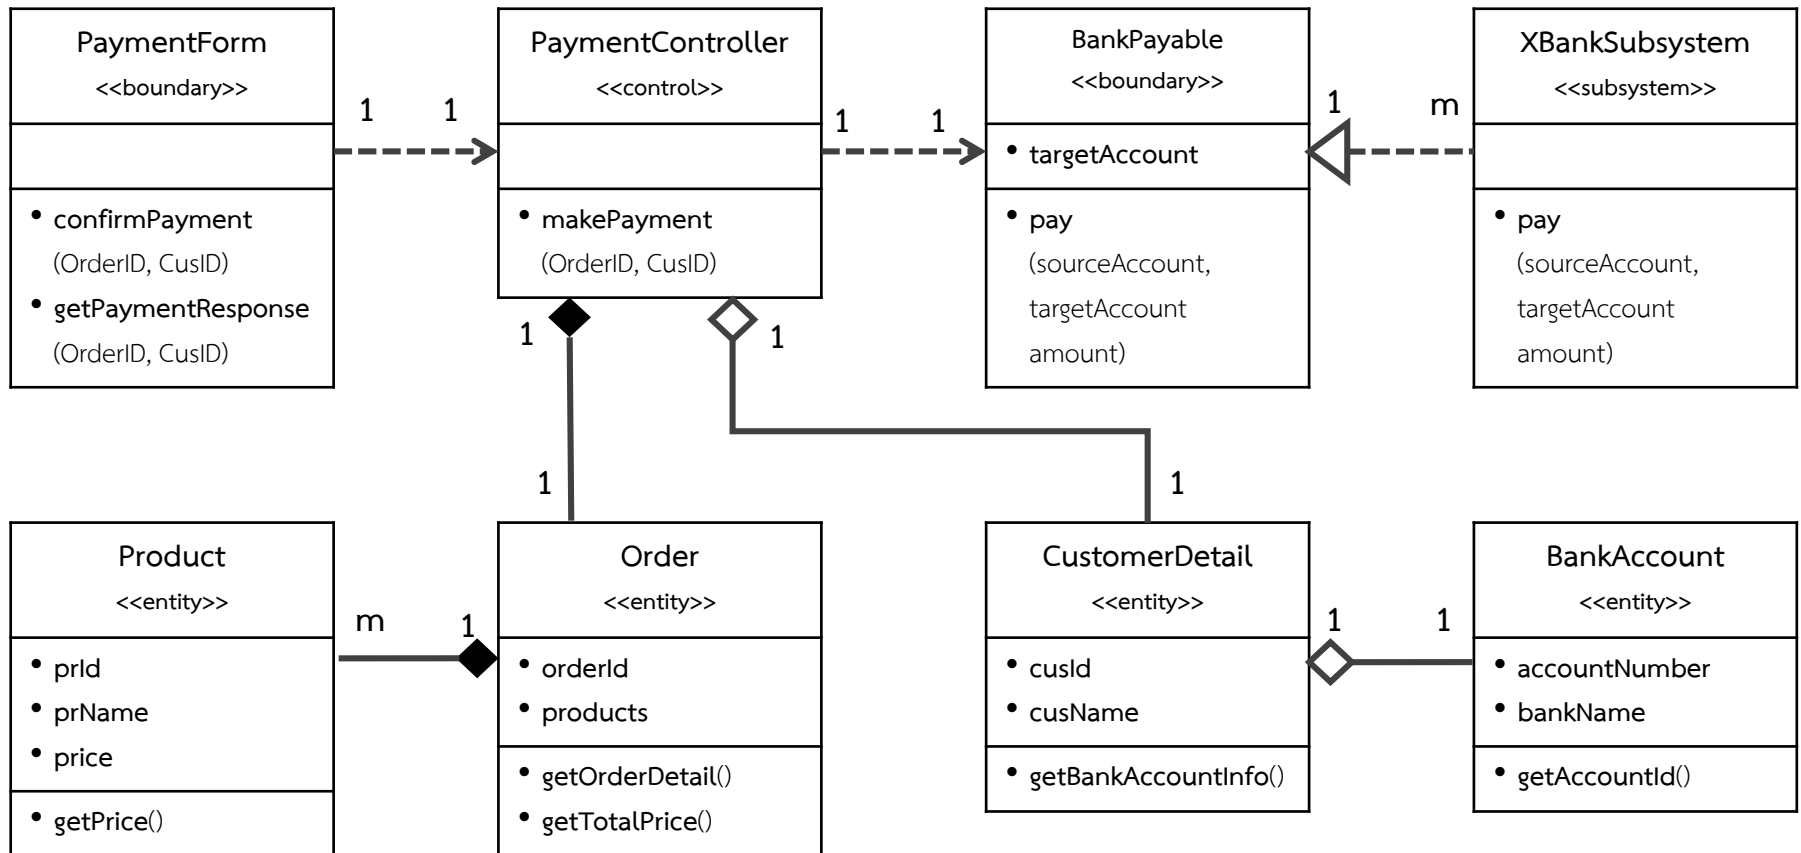 PaymentForm
<<boundary>>
• confirmPayment
(OrderID, CusID)
• getPaymentResponse
(OrderID, CusID)
1
1
PaymentController
<<control>>
• makePayment
(OrderID, CusID)
1
1
BankPayable
<<boundary>>
• targetAccount
• pay
(sourceAccount,
targetAccount
amount)
1
m
XBankSubsystem
<<subsystem>>
• pay
(sourceAccount,
targetAccount
amount)
1
1
1
1
Product
<<entity>>
• prId
• prName
• price
• getPrice()
m
1
Order
<<entity>>
• orderId
• products
• getOrderDetail()
• getTotalPrice()
CustomerDetail
<<entity>>
• cusId
• cusName
• getBankAccountInfo()
1
1
BankAccount
<<entity>>
• accountNumber
• bankName
• getAccountId()